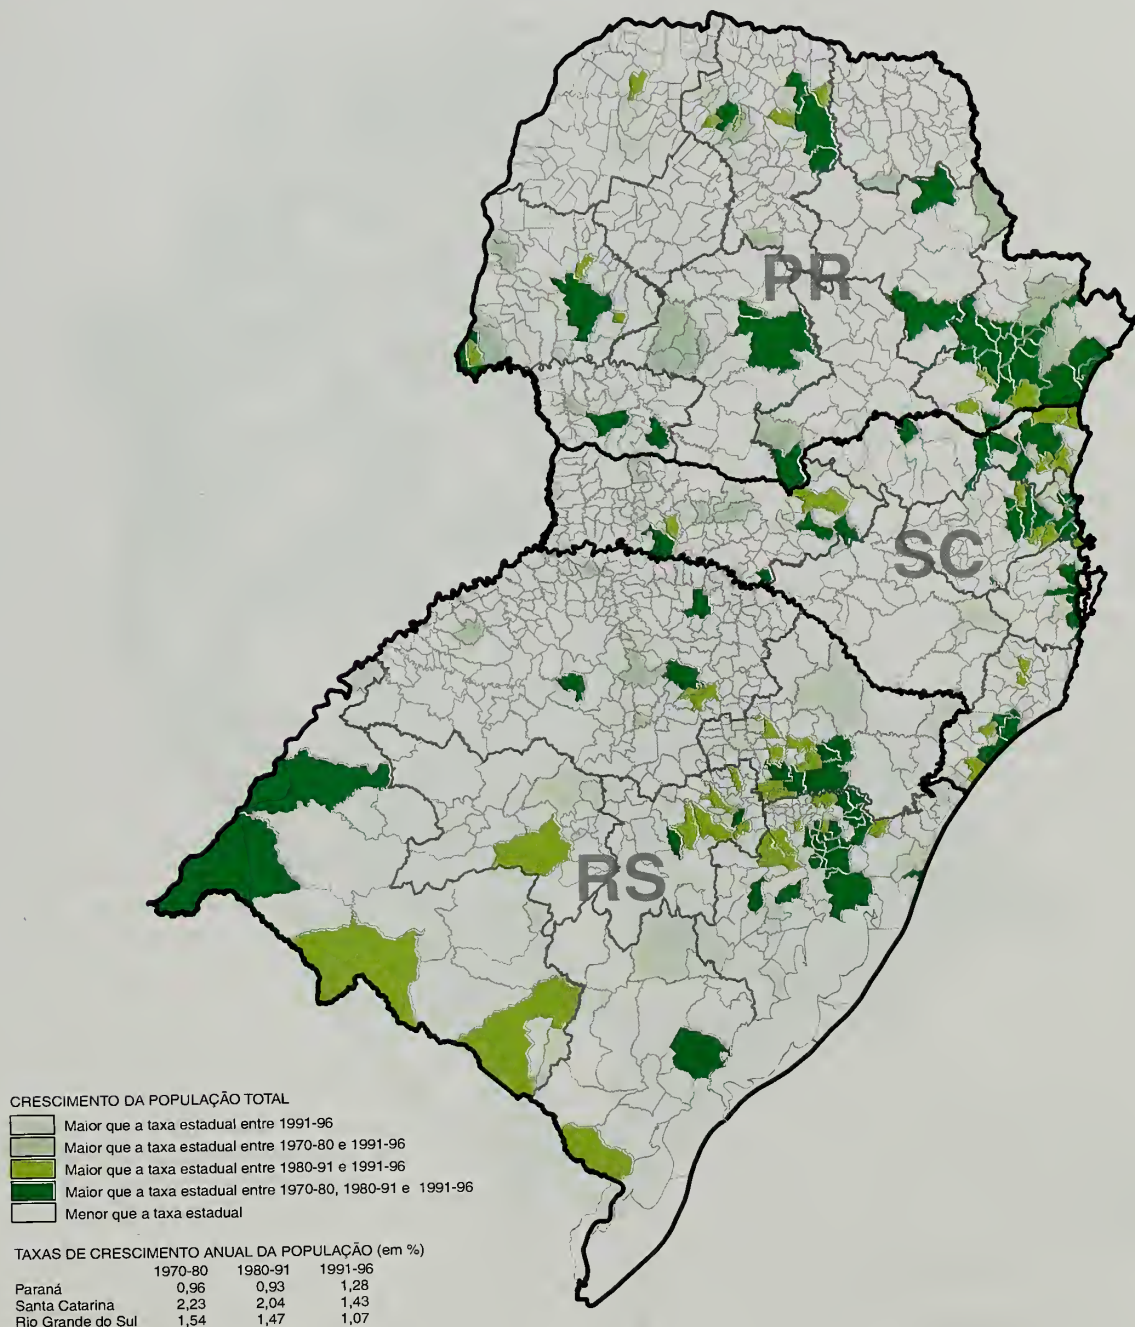 PR
SC
RS
CRESCIMENTO DA POPULAÇÃO TOTAL
Maior que a taxa estadual entre 1991-96
Maior que a taxa estadual entre 1970-80 e 1991-96
Maior que a taxa estadual entre 1980-91 e 1991-96
Maior que a taxa estadual entre 1970-80, 1980-91 e 1991-96
Menor que a taxa estadual
TAXAS DE CRESCIMENTO ANUAL DA POPULAÇÃO (em %)
1970-80 1980-91 1991-96
Paraná 0,96 0,93 1,28
Santa Catarina 2,23 2,04 1,43
Rio Grande do Sul 1,54 1,47 1,07